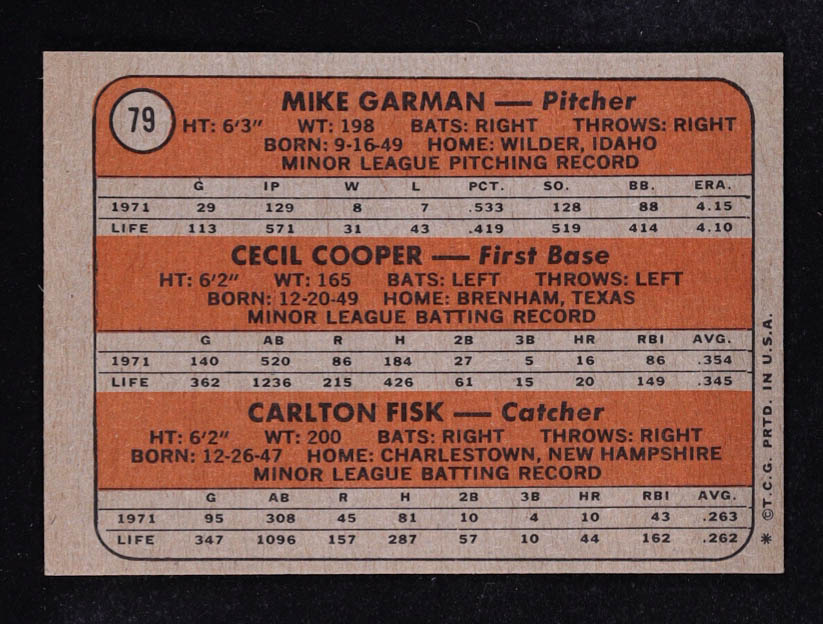 79
MIKE GARMAN — Pitcher
HT: 6'3" WT: 198 BATS: RIGHT THROWS: RIGHT
BORN: 9-16-49 HOME: WILDER, IDAHO
MINOR LEAGUE PITCHING RECORD
G IP W L PCT. SO. BB. ERA.
1971 29 129 8 7 .533 128 88 4.15
LIFE 113 571 31 43 .419 519 414 4.10
CECIL COOPER — First Base
HT: 6'2" WT: 165 BATS: LEFT THROWS: LEFT
BORN: 12-20-49 HOME: BRENHAM, TEXAS
MINOR LEAGUE BATTING RECORD
G AB R H 2B 3B HR RBI AVG.
1971 140 520 86 184 27 5 16 86 .354
LIFE 362 1236 215 426 61 15 20 149 .345
CARLTON FISK — Catcher
HT: 6'2" WT: 200 BATS: RIGHT THROWS: RIGHT
BORN: 12-26-47 HOME: CHARLESTOWN, NEW HAMPSHIRE
MINOR LEAGUE BATTING RECORD
G AB R H 2B 3B HR RBI AVG.
1971 95 308 45 81 10 4 10 43 .263
LIFE 347 1096 157 287 57 10 44 162 .262
* ©T.C.G. PRTD. IN U.S.A.